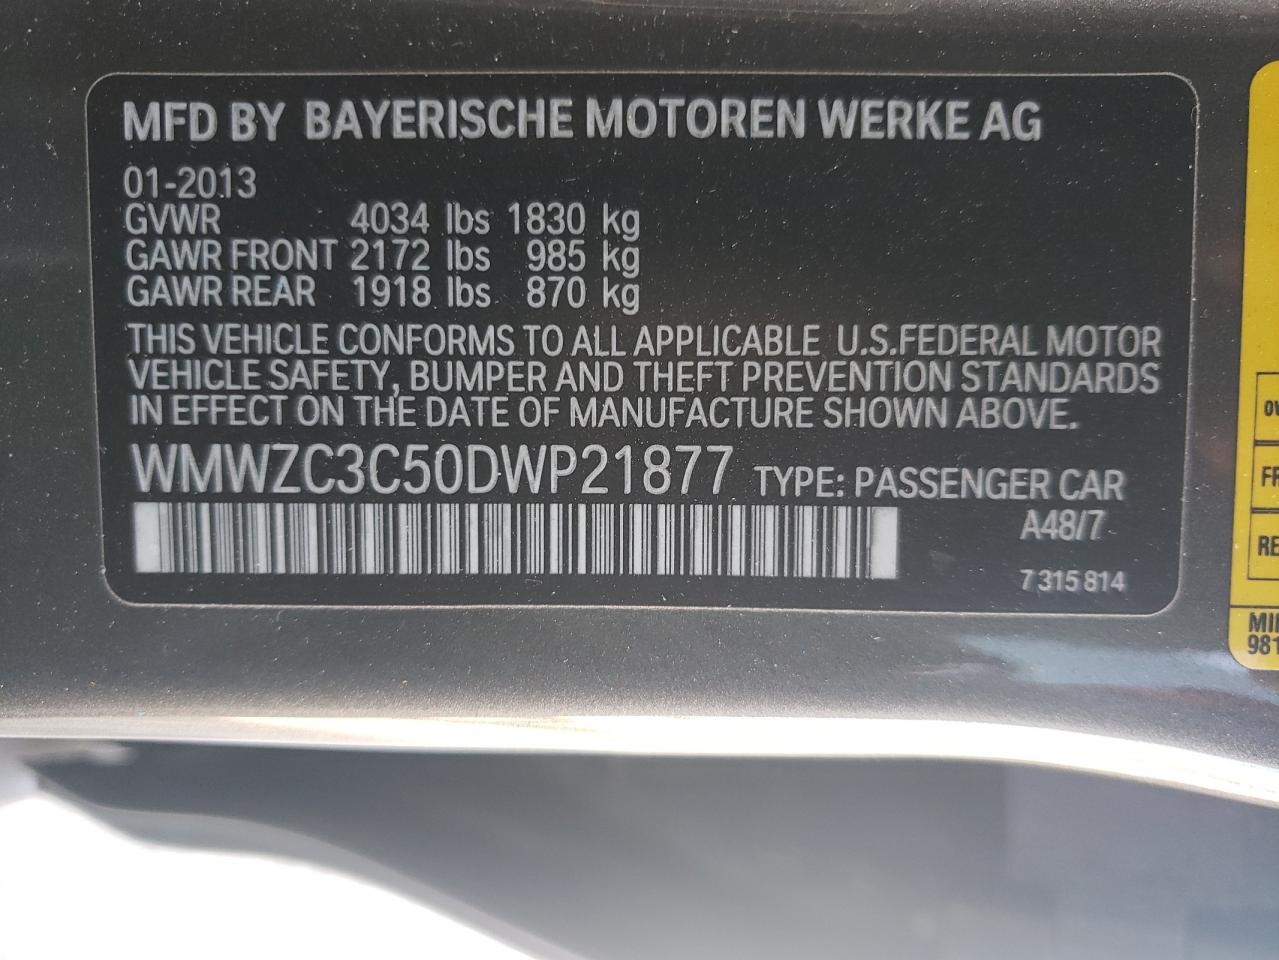 MFD BY BAYERISCHE MOTOREN WERKE AG
01-2013
GVWR 4034 lbs 1830 kg
GAWR FRONT 2172 lbs 985 kg
GAWR REAR 1918 lbs 870 kg
THIS VEHICLE CONFORMS TO ALL APPLICABLE U.S.FEDERAL MOTOR
VEHICLE SAFETY, BUMPER AND THEFT PREVENTION STANDARDS
IN EFFECT ON THE DATE OF MANUFACTURE SHOWN ABOVE.
WMWZC3C50DWP21877 TYPE: PASSENGER CAR
A48/7
7 315 814